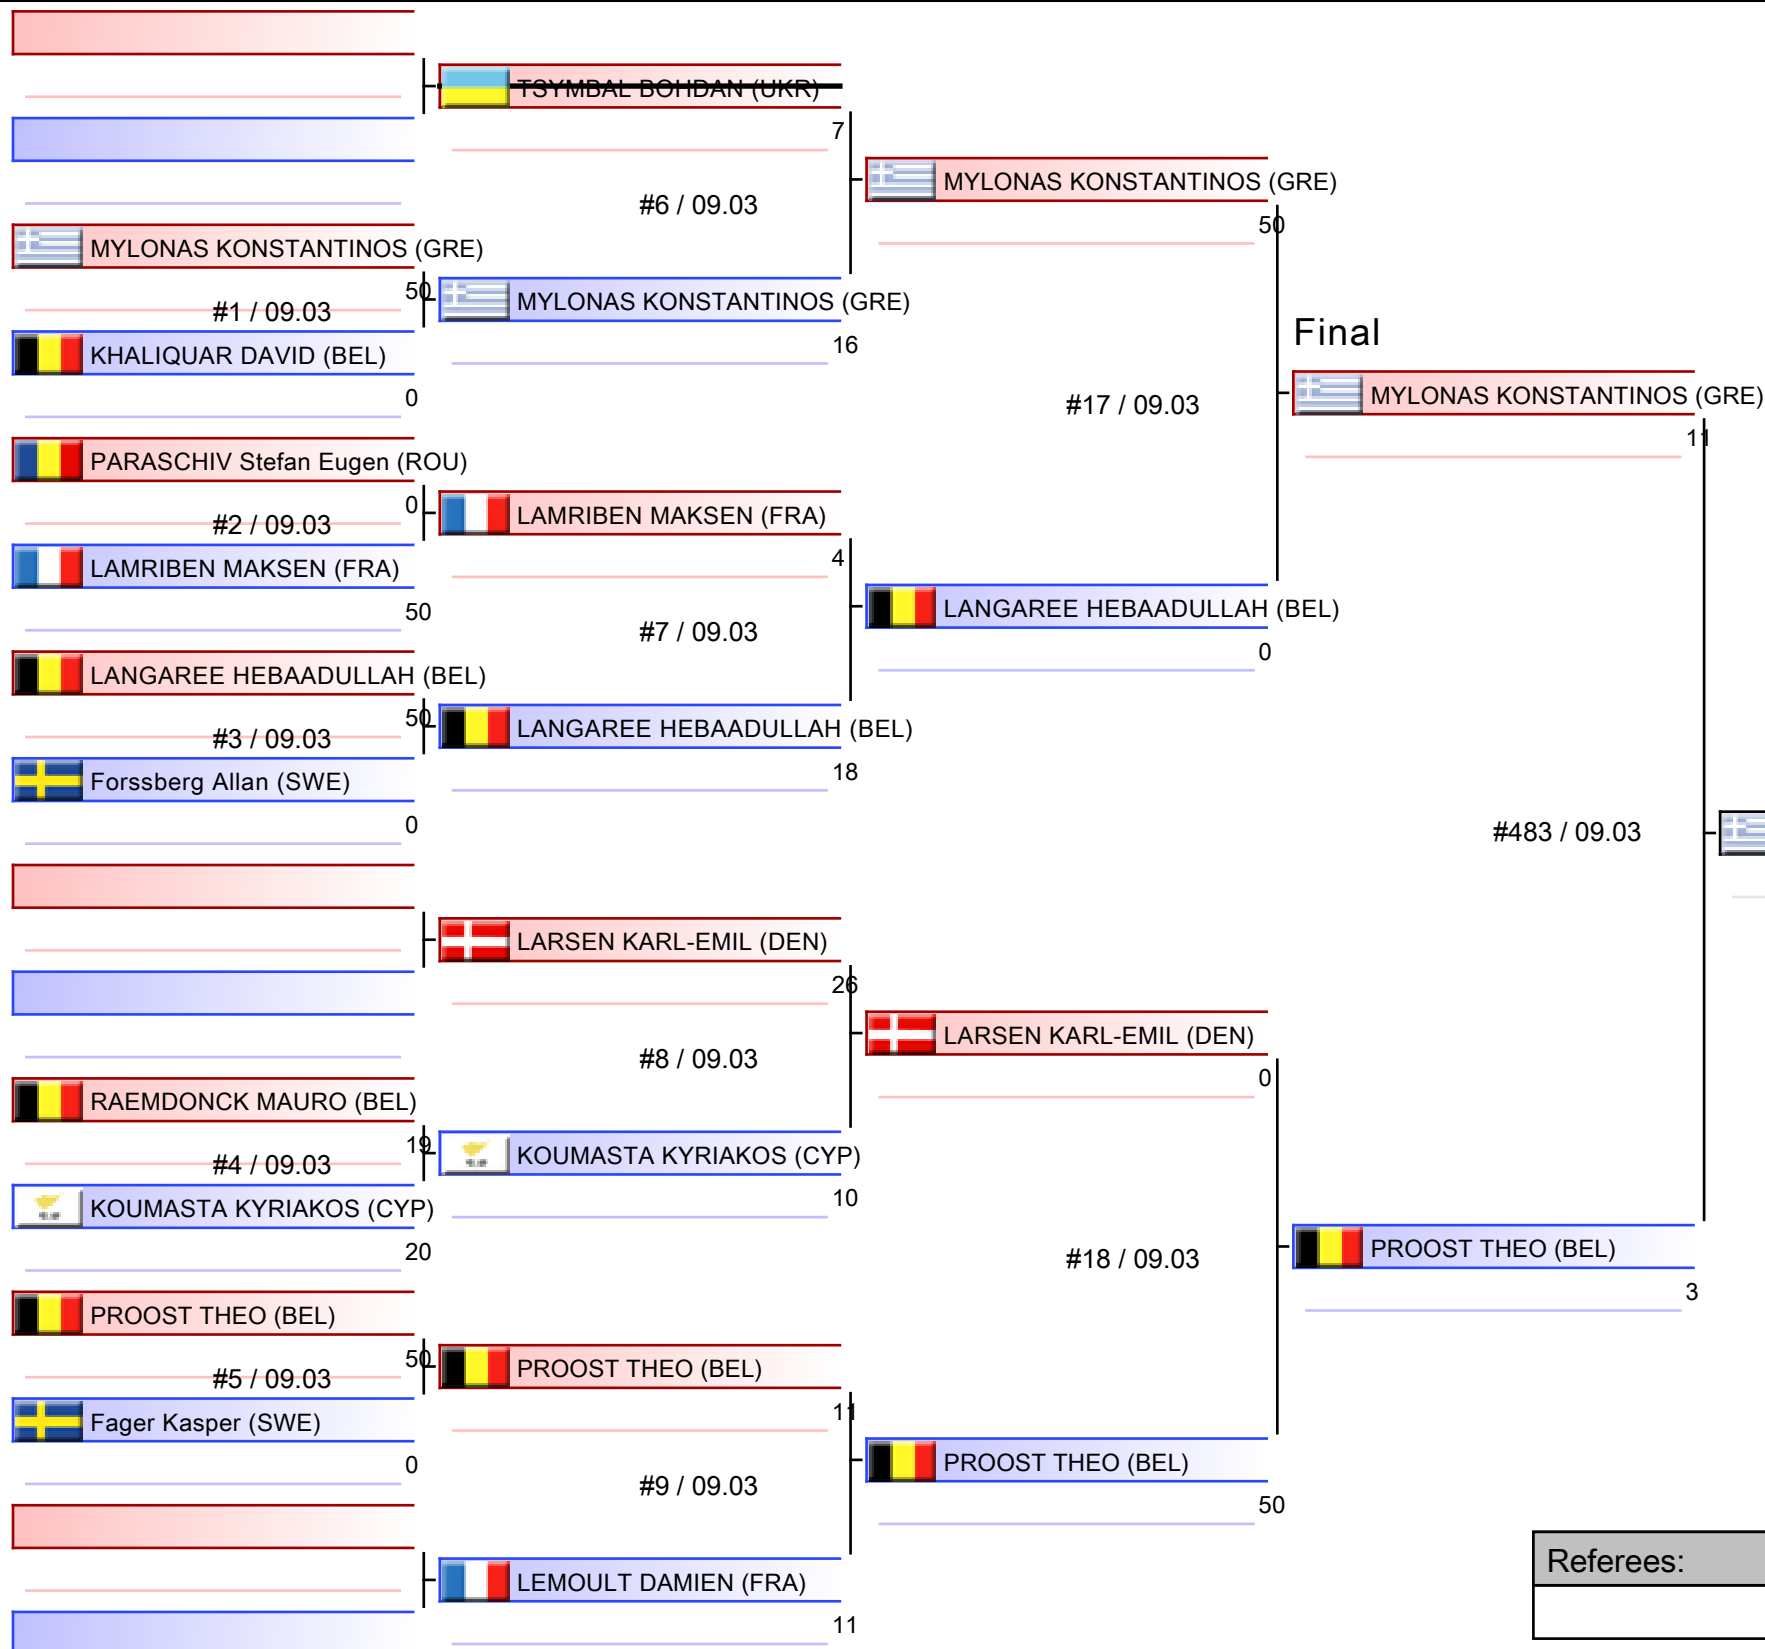 TSYMBAL BOHDAN (UKR)
7
#6 / 09.03
MYLONAS KONSTANTINOS (GRE)
50
MYLONAS KONSTANTINOS (GRE)
50
#1 / 09.03
MYLONAS KONSTANTINOS (GRE)
16
KHALIQUAR DAVID (BEL)
0
Final
MYLONAS KONSTANTINOS (GRE)
11
#17 / 09.03
PARASCHIV Stefan Eugen (ROU)
0
#2 / 09.03
LAMRIBEN MAKSEN (FRA)
4
LAMRIBEN MAKSEN (FRA)
50
#7 / 09.03
LANGAREE HEBAADULLAH (BEL)
0
LANGAREE HEBAADULLAH (BEL)
50
#3 / 09.03
LANGAREE HEBAADULLAH (BEL)
18
Forssberg Allan (SWE)
0
#483 / 09.03
LARSEN KARL-EMIL (DEN)
26
#8 / 09.03
LARSEN KARL-EMIL (DEN)
0
RAEMDONCK MAURO (BEL)
19
#4 / 09.03
KOUMASTA KYRIAKOS (CYP)
10
KOUMASTA KYRIAKOS (CYP)
20
#18 / 09.03
PROOST THEO (BEL)
3
PROOST THEO (BEL)
50
#5 / 09.03
PROOST THEO (BEL)
11
Fager Kasper (SWE)
0
#9 / 09.03
PROOST THEO (BEL)
50
LEMOULT DAMIEN (FRA)
11
Referees: